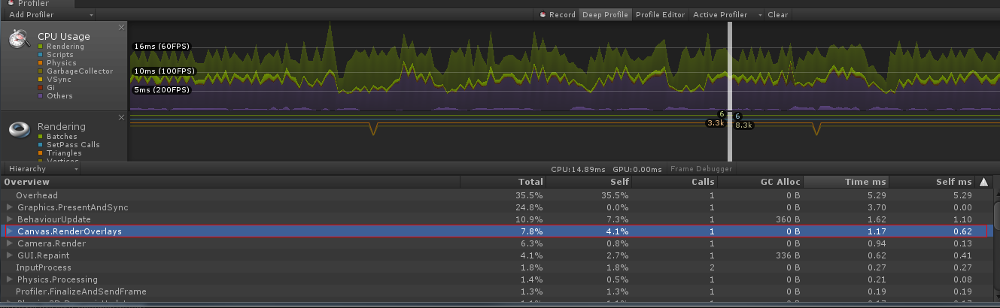 Profiler
Add Profiler
Record Deep Profile Profile Editor Active Profiler Clear
CPU Usage
Rendering
Scripts
Physics
GarbageCollector
VSync
Gi
Others
16ms (60FPS)
10ms (100FPS)
5ms (200FPS)
Rendering
Batches
SetPass Calls
Triangles
Vertices
6
3.3k
6
8.3k
Hierarchy CPU:14.89ms GPU:0.00ms Frame Debugger
Overview Total Self Calls GC Alloc Time ms Self ms
Overhead 35.5% 35.5% 1 0 B 5.29 5.29
Graphics.PresentAndSync 24.8% 0.0% 1 0 B 3.70 0.00
BehaviourUpdate 10.9% 7.3% 1 360 B 1.62 1.10
Canvas.RenderOverlays 7.8% 4.1% 1 0 B 1.17 0.62
Camera.Render 6.3% 0.8% 1 0 B 0.94 0.13
GUI.Repaint 4.1% 2.7% 1 336 B 0.62 0.41
InputProcess 1.8% 1.8% 2 0 B 0.27 0.27
Physics.Processing 1.4% 0.5% 1 0 B 0.21 0.08
Profiler.FinalizeAndSendFrame 1.3% 1.3% 1 0 B 0.19 0.19